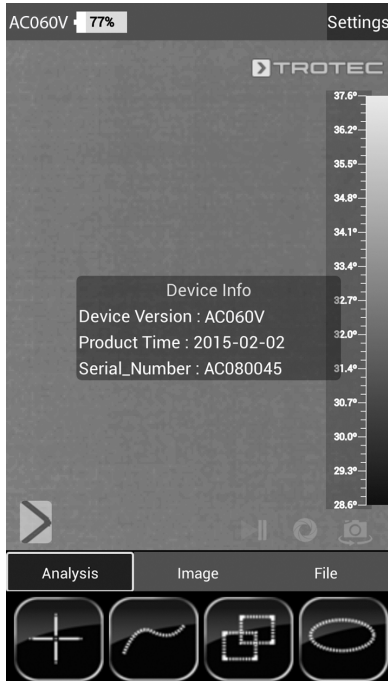 AC060V 77% Settings
TROTEC
37.6°
36.2°
35.5°
34.8°
34.1°
33.4°
Device Info
32.7°
Device Version : AC060V
32.0°
Product Time : 2015-02-02
31.4°
Serial_Number : AC080045
30.7°
30.0°
29.3°
28.6°
Analysis Image File